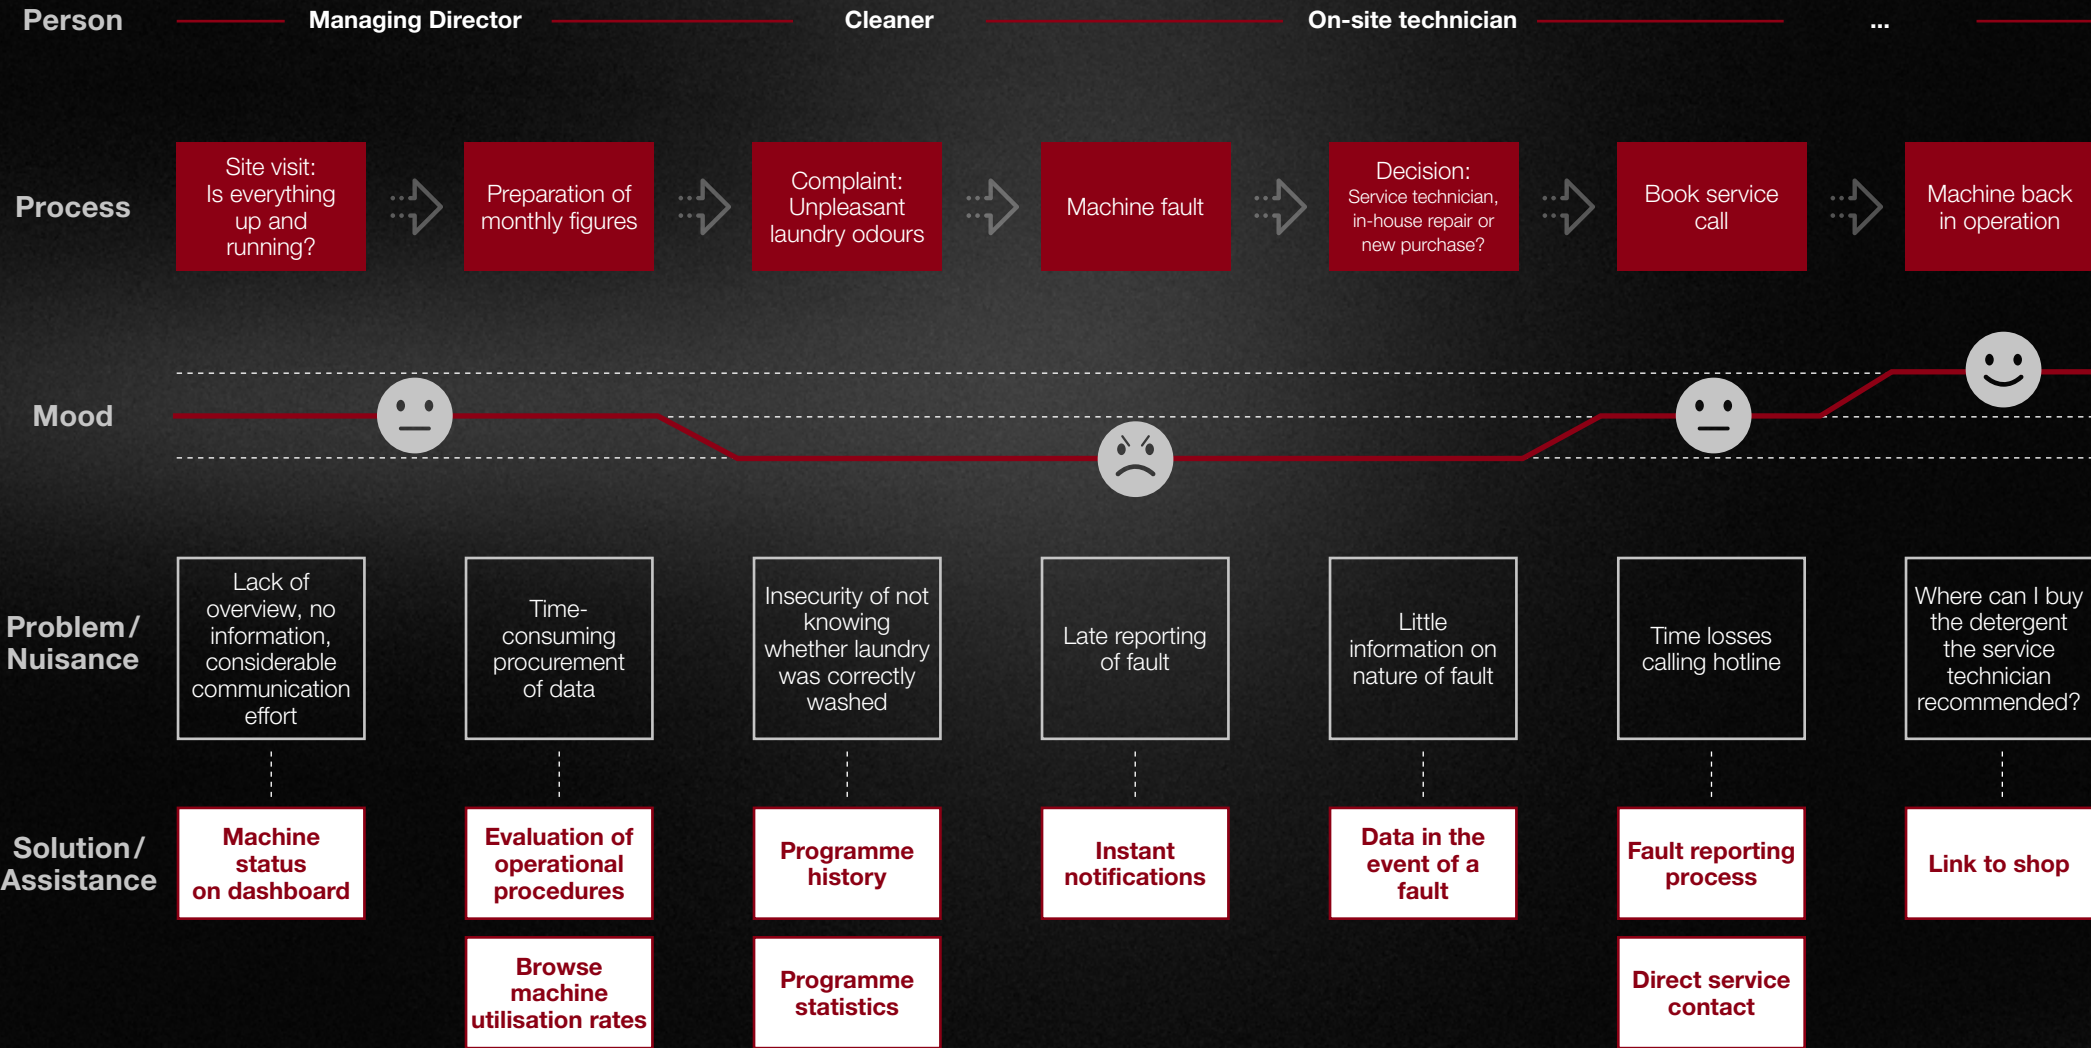 Person
Managing Director
Cleaner
On-site technician
...
Process
Site visit:
Is everything
up and
running?
Preparation of
monthly figures
Complaint:
Unpleasant
laundry odours
Machine fault
Decision:
Service technician,
in-house repair or
new purchase?
Book service
call
Machine back
in operation
Mood
Problem /
Nuisance
Lack of
overview, no
information,
considerable
communication
effort
Time-
consuming
procurement
of data
Insecurity of not
knowing
whether laundry
was correctly
washed
Late reporting
of fault
Little
information on
nature of fault
Time losses
calling hotline
Where can I buy
the detergent
the service
technician
recommended?
Solution /
Assistance
Machine
status
on dashboard
Evaluation of
operational
procedures
Programme
history
Instant
notifications
Data in the
event of a
fault
Fault reporting
process
Link to shop
Browse
machine
utilisation rates
Programme
statistics
Direct service
contact